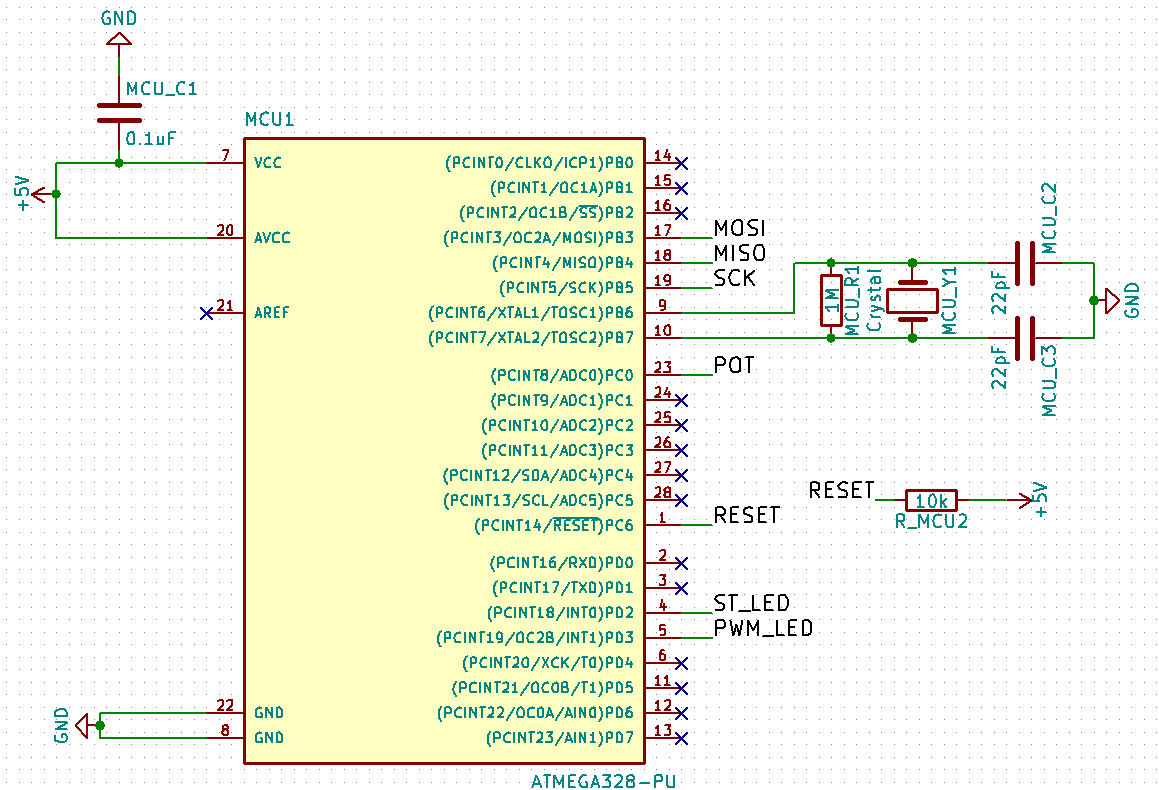 GND
MCU_C1
0.1uF
+5V
MCU1
7 VCC
20 AVCC
21 AREF
22 GND
8 GND
GND
(PCINT0/CLKO/ICP1)PB0 14
(PCINT1/OC1A)PB1 15
(PCINT2/OC1B/SS)PB2 16
(PCINT3/OC2A/MOSI)PB3 17 MOSI
(PCINT4/MISO)PB4 18 MISO
(PCINT5/SCK)PB5 19 SCK
(PCINT6/XTAL1/TOSC1)PB6 9
(PCINT7/XTAL2/TOSC2)PB7 10
(PCINT8/ADC0)PC0 23 POT
(PCINT9/ADC1)PC1 24
(PCINT10/ADC2)PC2 25
(PCINT11/ADC3)PC3 26
(PCINT12/SDA/ADC4)PC4 27
(PCINT13/SCL/ADC5)PC5 28
(PCINT14/RESET)PC6 1 RESET
(PCINT16/RXD)PD0 2
(PCINT17/TXD)PD1 3
(PCINT18/INT0)PD2 4 ST_LED
(PCINT19/OC2B/INT1)PD3 5 PWM_LED
(PCINT20/XCK/T0)PD4 6
(PCINT21/OC0B/T1)PD5 11
(PCINT22/OC0A/AIN0)PD6 12
(PCINT23/AIN1)PD7 13
ATMEGA328-PU
1M
MCU_R1
Crystal
MCU_Y1
22pF
MCU_C2
22pF
MCU_C3
GND
RESET
10k
R_MCU2
+5V